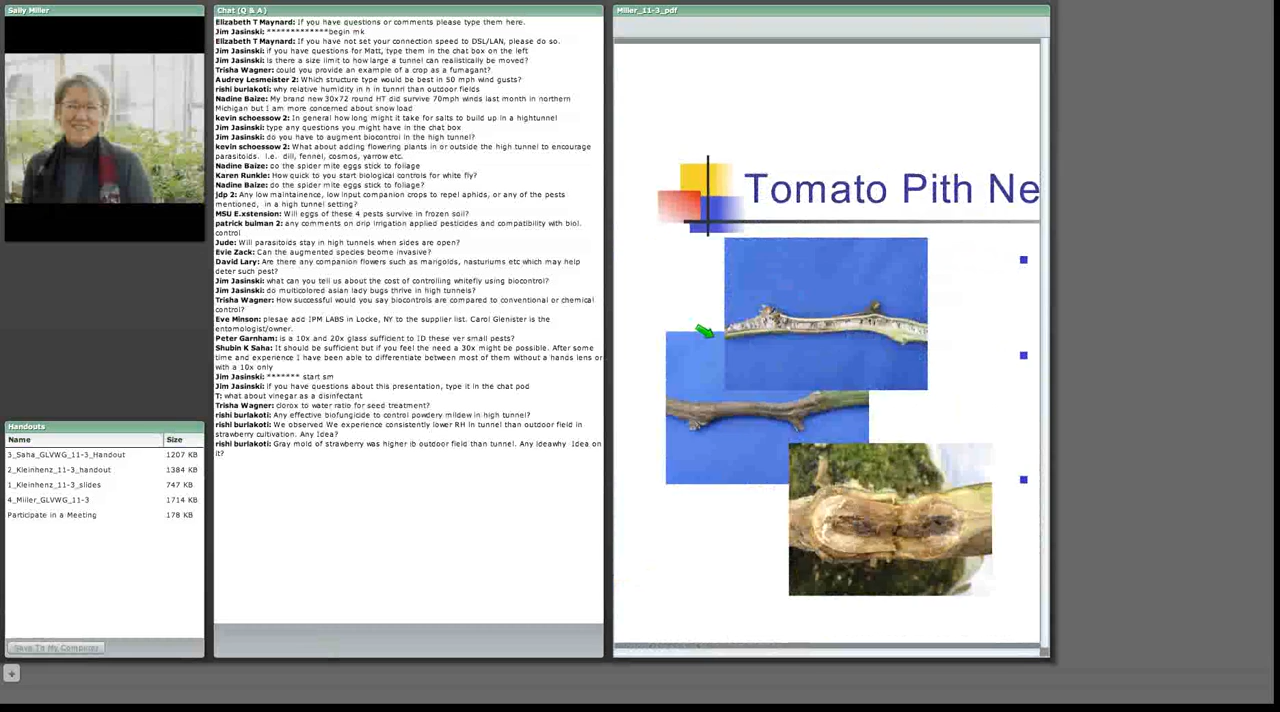 Sally Miller
Chat (Q & A)
Elizabeth T Maynard: If you have questions or comments please type them here.
Jim Jasinski: *************begin mk
Elizabeth T Maynard: If you have not set your connection speed to DSL/LAN, please do so.
Jim Jasinski: if you have questions for Matt, type them in the chat box on the left
Jim Jasinski: Is there a size limit to how large a tunnel can realistically be moved?
Trisha Wagner: could you provide an example of a crop as a fumagant?
Audrey Lesmeister 2: Which structure type would be best in 50 mph wind gusts?
rishi burlakoti: why relative humidity in h in tunnrl than outdoor fields
Nadine Baize: My brand new 30x72 round HT did survive 70mph winds last month in northern
Michigan but I am more concerned about snow load
kevin schoessow 2: In general how long might it take for salts to build up in a hightunnel
Jim Jasinski: type any questions you might have in the chat box
Jim Jasinski: do you have to augment biocontrol in the high tunnel?
kevin schoessow 2: What about adding flowering plants in or outside the high tunnel to encourage
parasitoids. i.e. dill, fennel, cosmos, yarrow etc.
Nadine Baize: do the spider mite eggs stick to foliage
Karen Runkle: How quick to you start biological controls for white fly?
Nadine Baize: do the spider mite eggs stick to foliage?
jdp 2: Any low maintainence, low input companion crops to repel aphids, or any of the pests
mentioned, in a high tunnel setting?
MSU E.xstension: Will eggs of these 4 pests survive in frozen soil?
patrick bulman 2: any comments on drip irrigation applied pesticides and compatibility with biol.
control
Jude: Will parasitoids stay in high tunnels when sides are open?
Evie Zack: Can the augmented species beome invasive?
David Lary: Are there any companion flowers such as marigolds, nasturiums etc which may help
deter such pest?
Jim Jasinski: what can you tell us about the cost of controlling whitefly using biocontrol?
Jim Jasinski: do multicolored asian lady bugs thrive in high tunnels?
Trisha Wagner: How successful would you say biocontrols are compared to conventional or chemical
control?
Eve Minson: plesae add IPM LABS in Locke, NY to the supplier list. Carol Glenister is the
entomologist/owner.
Peter Garnham: is a 10x and 20x glass sufficient to ID these ver small pests?
Shubin K Saha: It should be sufficient but if you feel the need a 30x might be possible. After some
time and experience I have been able to differentiate between most of them without a hands lens or
with a 10x only
Jim Jasinski: ******* start sm
Jim Jasinski: if you have questions about this presentation, type it in the chat pod
T: what about vinegar as a disinfectant
Trisha Wagner: clorox to water ratio for seed treatment?
rishi burlakoti: Any effective biofungicide to control powdery mildew in high tunnel?
rishi burlakoti: We observed We experience consistently lower RH in tunnel than outdoor field in
strawberry cultivation. Any Idea?
rishi burlakoti: Gray mold of strawberry was higher ib outdoor field than tunnel. Any ideawhy Idea on
it?
Handouts
Name Size
3_Saha_GLVWG_11-3_Handout 1207 KB
2_Kleinhenz_11-3_handout 1384 KB
1_Kleinhenz_11-3_slides 747 KB
4_Miller_GLVWG_11-3 1714 KB
Participate in a Meeting 178 KB
Save To My Computer
Miller_11-3_pdf
Tomato Pith Ne